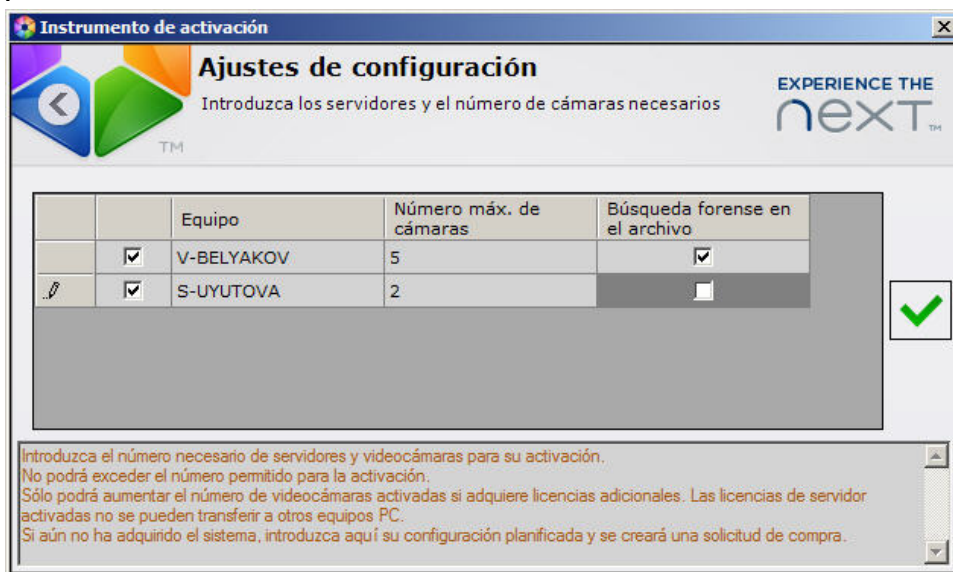 Instrumento de activación
Ajustes de configuración
Introduzca los servidores y el número de cámaras necesarios
EXPERIENCE THE
next™
TM
Equipo
Número máx. de cámaras
Búsqueda forense en el archivo
V-BELYAKOV 5
S-UYUTOVA 2
Introduzca el número necesario de servidores y videocámaras para su activación.
No podrá exceder el número permitido para la activación.
Sólo podrá aumentar el número de videocámaras activadas si adquiere licencias adicionales. Las licencias de servidor
activadas no se pueden transferir a otros equipos PC.
Si aún no ha adquirido el sistema, introduzca aquí su configuración planificada y se creará una solicitud de compra.